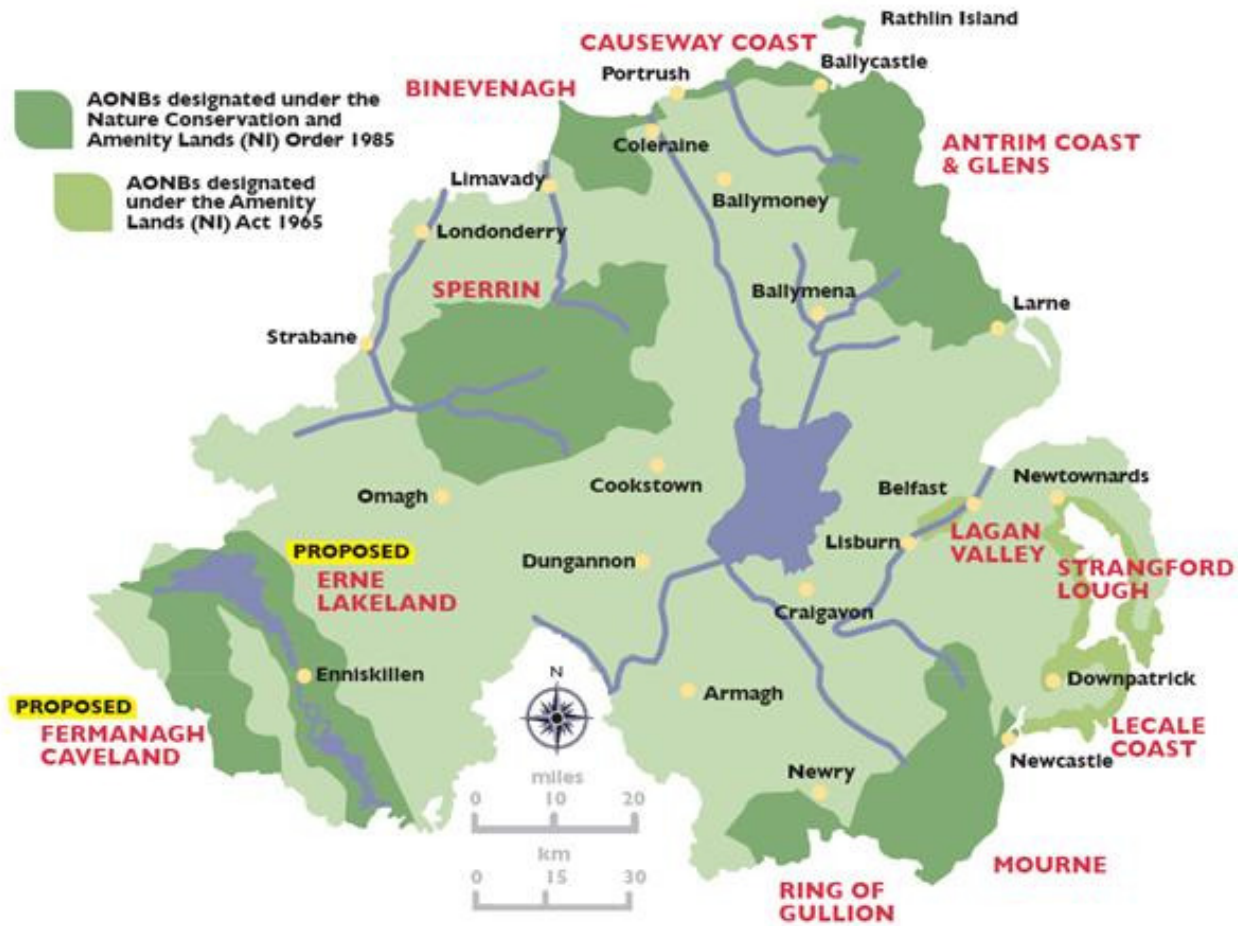 Rathlin Island
CAUSEWAY COAST
Ballycastle
Portrush
BINEVENAGH
AONBs designated under the
Nature Conservation and
Amenity Lands (NI) Order 1985
Coleraine
ANTRIM COAST
& GLENS
AONBs designated
under the Amenity
Lands (NI) Act 1965
Limavady
Ballymoney
Londonderry
SPERRIN
Ballymena
Larne
Strabane
Omagh
Cookstown
Belfast
Newtownards
PROPOSED
ERNE
LAKELAND
Dungannon
Lisburn
LAGAN
VALLEY
STRANGFORD
LOUGH
Craigavon
Enniskillen
N
Armagh
Downpatrick
PROPOSED
FERMANAGH
CAVELAND
LECALE
COAST
Newcastle
miles
0 10 20
Newry
km
0 15 30
MOURNE
RING OF
GULLION